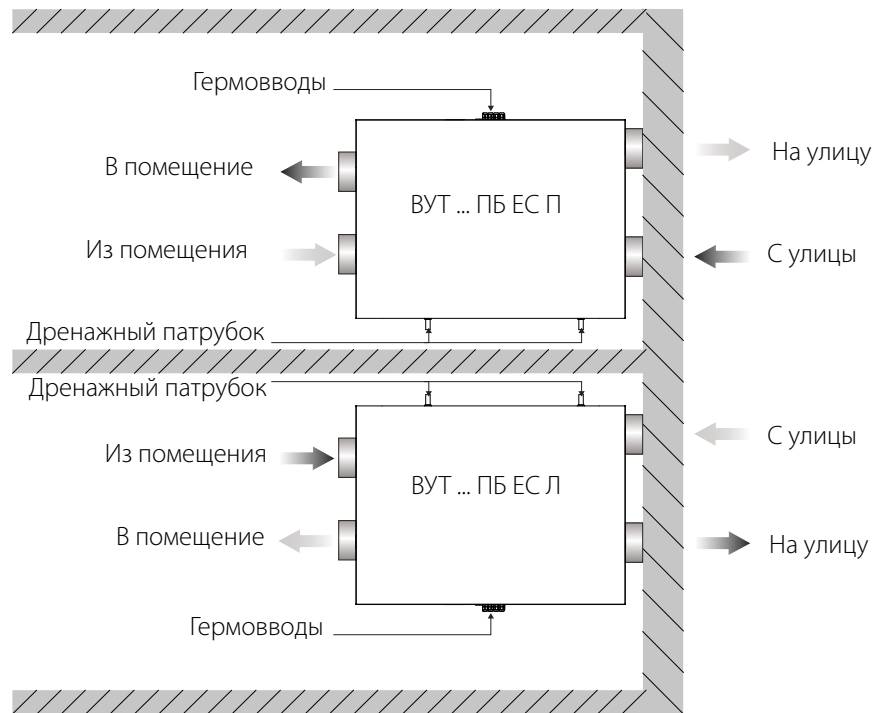 Гермовводы
В помещение
На улицу
ВУТ ... ПБ ЕС П
Из помещения
С улицы
Дренажный патрубок
Дренажный патрубок
С улицы
Из помещения
ВУТ ... ПБ ЕС Л
В помещение
На улицу
Гермовводы